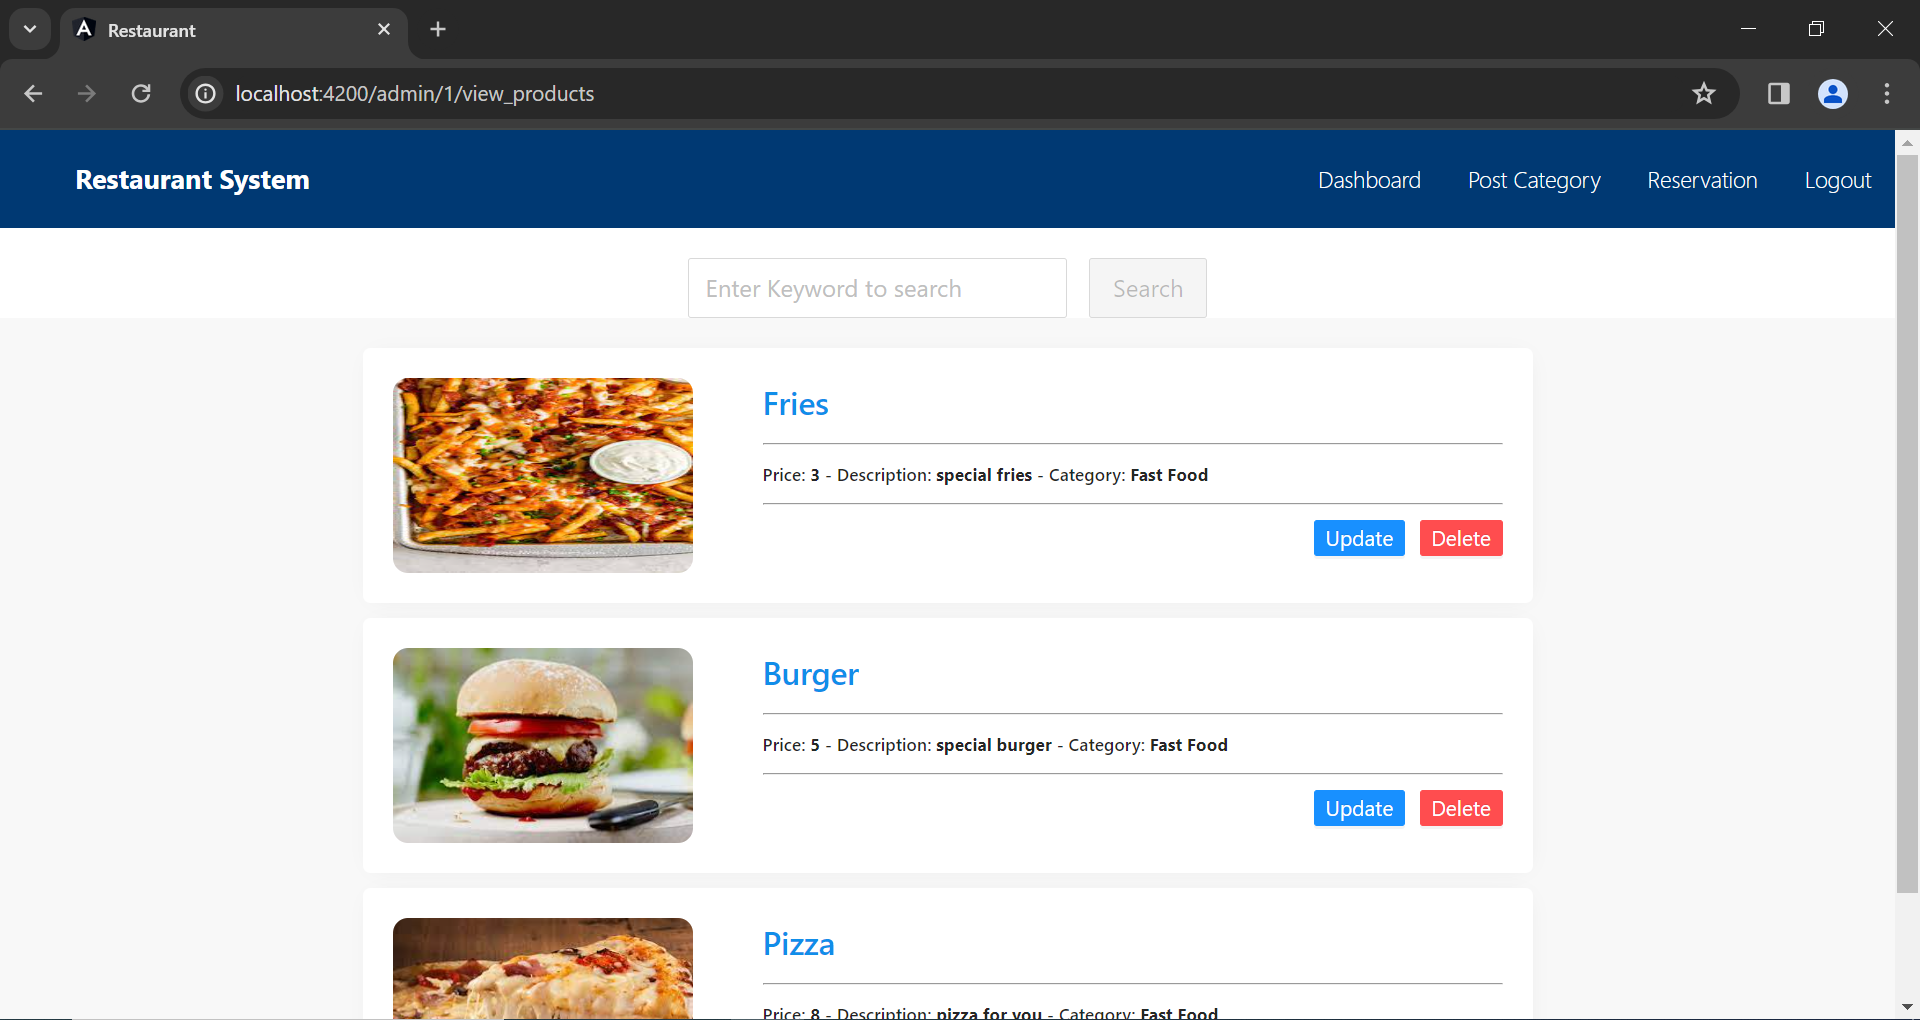 Restaurant
localhost:4200/admin/1/view_products
Restaurant System
Dashboard Post Category Reservation Logout
Enter Keyword to search Search
Fries
Price: 3 - Description: special fries - Category: Fast Food
Update Delete
Burger
Price: 5 - Description: special burger - Category: Fast Food
Update Delete
Pizza
Price: 8 - Description: pizza for you - Category: Fast Food